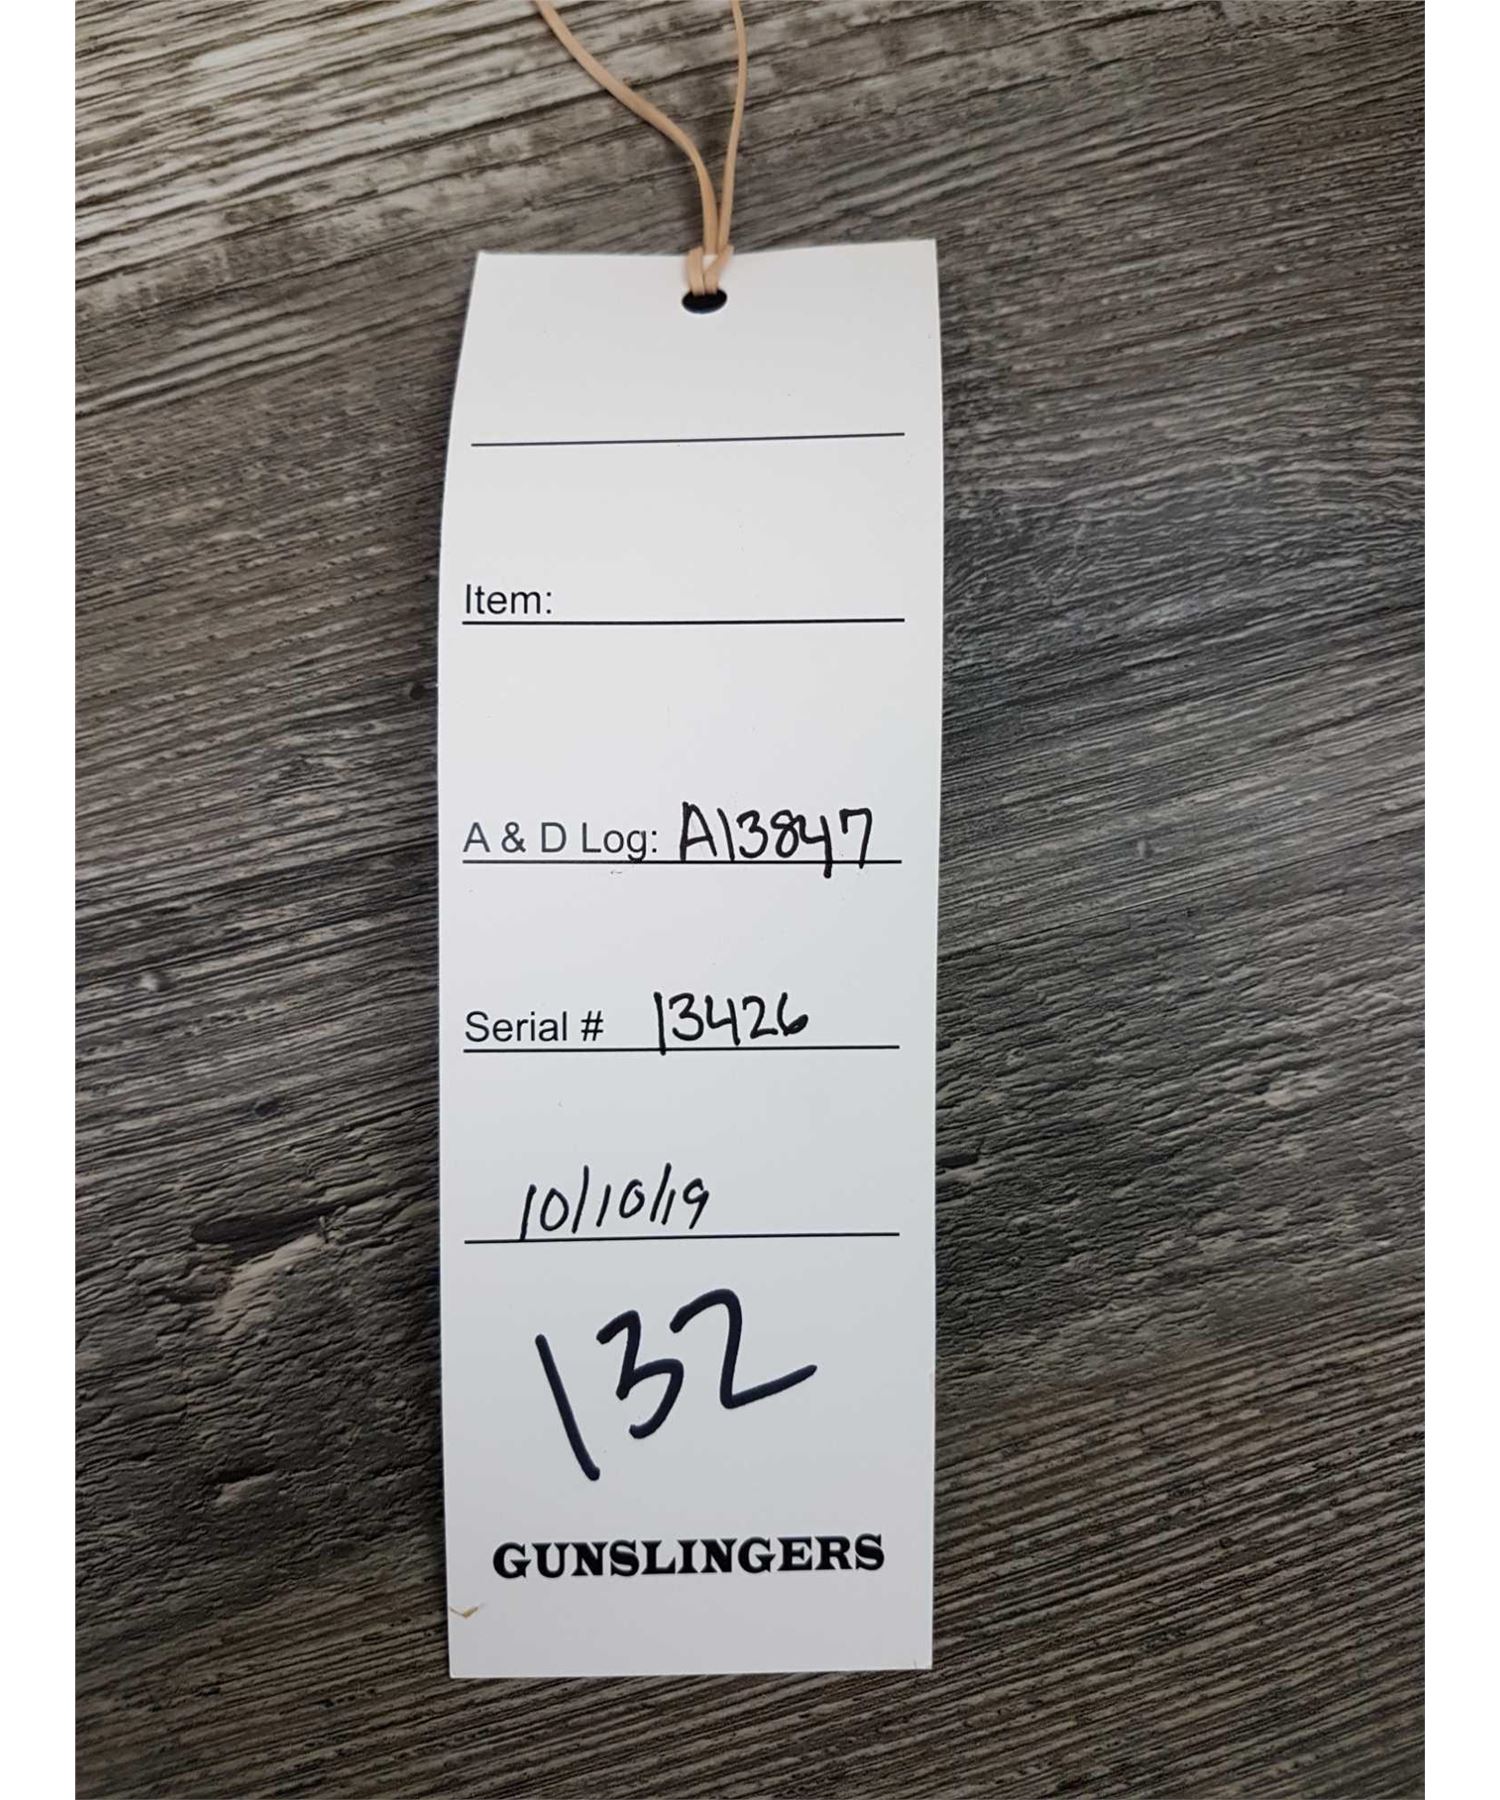 Item:
A & D Log: A13847
Serial # 13426
10/10/19
132
GUNSLINGERS